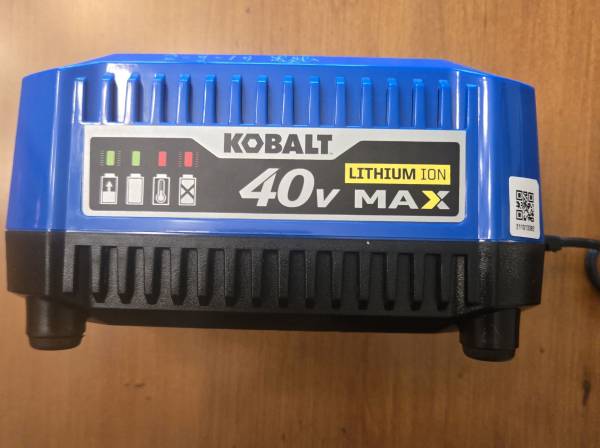 KOBALT
LITHIUM ION
40V MAX